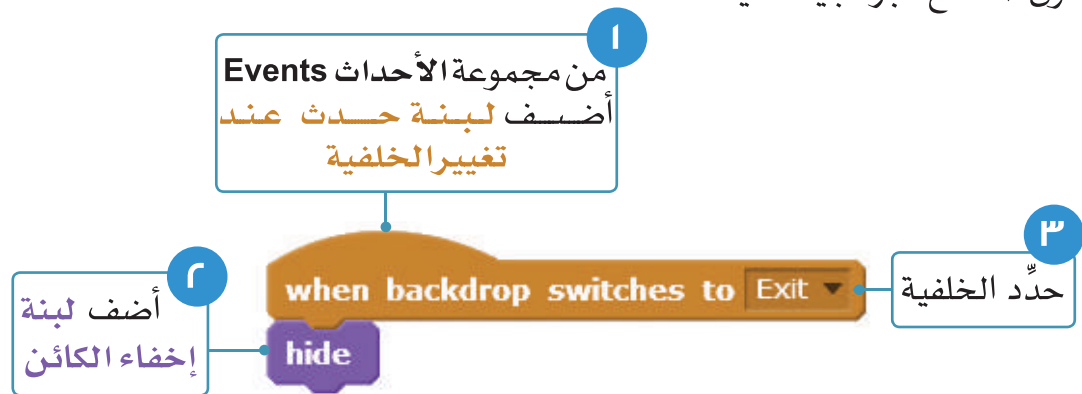 ١
من مجموعة الأحداث Events
أضف لبنة حدث عند
تغيير الخلفية
٣
حدِّد الخلفية
when backdrop switches to Exit
٢
أضف لبنة
إخفاء الكائن
hide